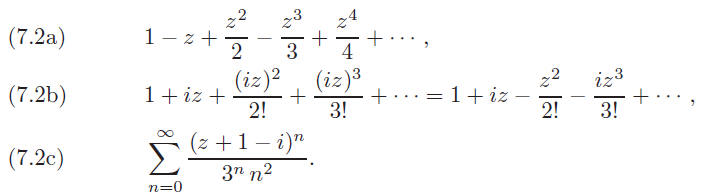 (7.2a) 1 − z + z²/2 − z³/3 + z⁴/4 + ⋯ ,
(7.2b) 1 + iz + (iz)²/2! + (iz)³/3! + ⋯ = 1 + iz − z²/2! − iz³/3! + ⋯ ,
(7.2c) ∑_{n=0}^{∞} (z + 1 − i)ⁿ / 3ⁿ n² .